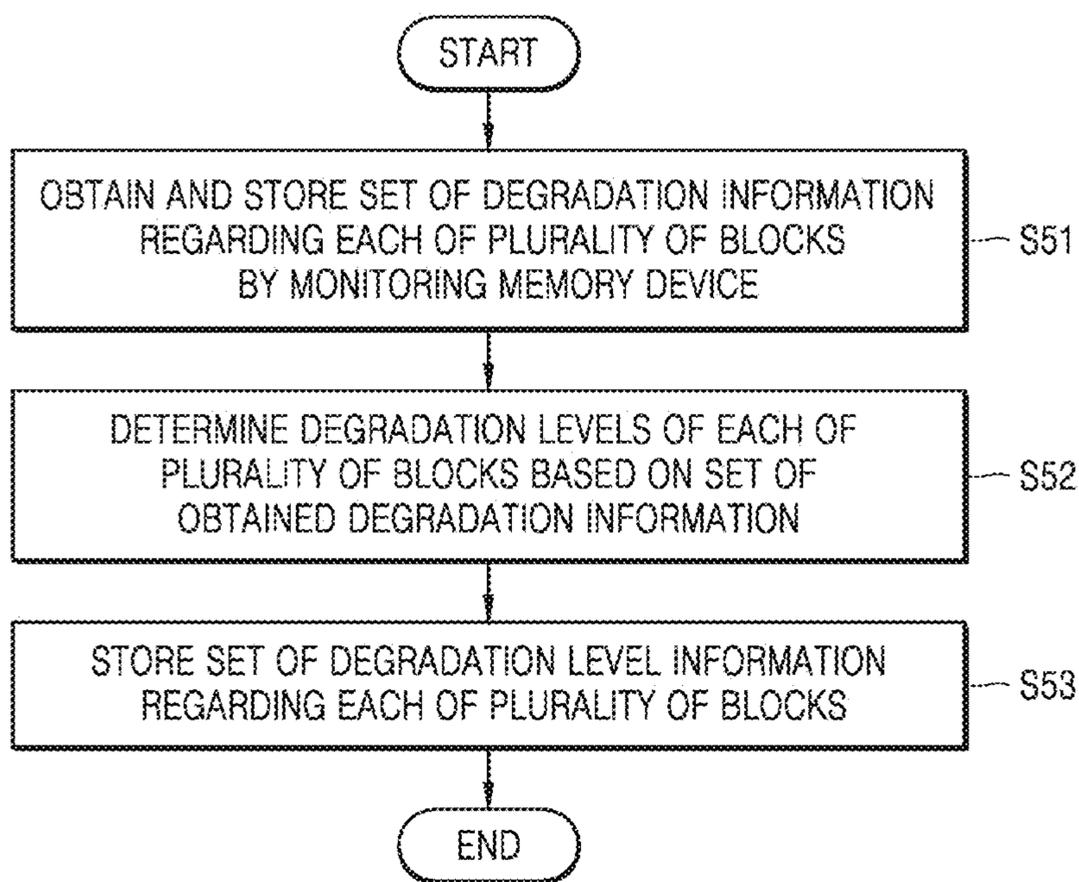 START
OBTAIN AND STORE SET OF DEGRADATION INFORMATION
REGARDING EACH OF PLURALITY OF BLOCKS
BY MONITORING MEMORY DEVICE
S51
DETERMINE DEGRADATION LEVELS OF EACH OF
PLURALITY OF BLOCKS BASED ON SET OF
OBTAINED DEGRADATION INFORMATION
S52
STORE SET OF DEGRADATION LEVEL INFORMATION
REGARDING EACH OF PLURALITY OF BLOCKS
S53
END